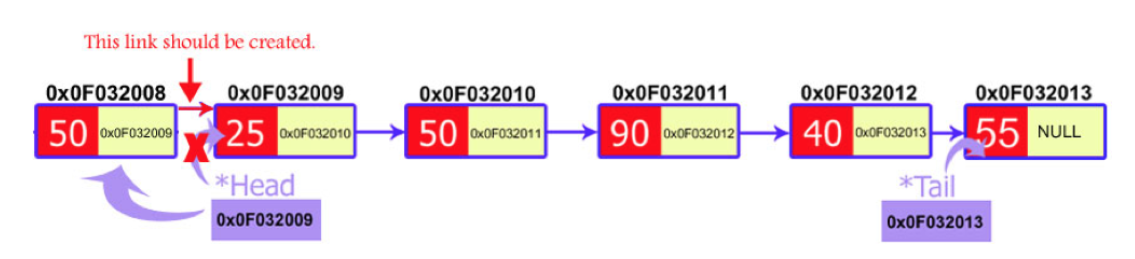 This link should be created.
0x0F032008 0x0F032009 0x0F032010 0x0F032011 0x0F032012 0x0F032013
50 0x0F032009 X 25 0x0F032010 50 0x0F032011 90 0x0F032012 40 0x0F032013 55 NULL
*Head *Tail
0x0F032009 0x0F032013